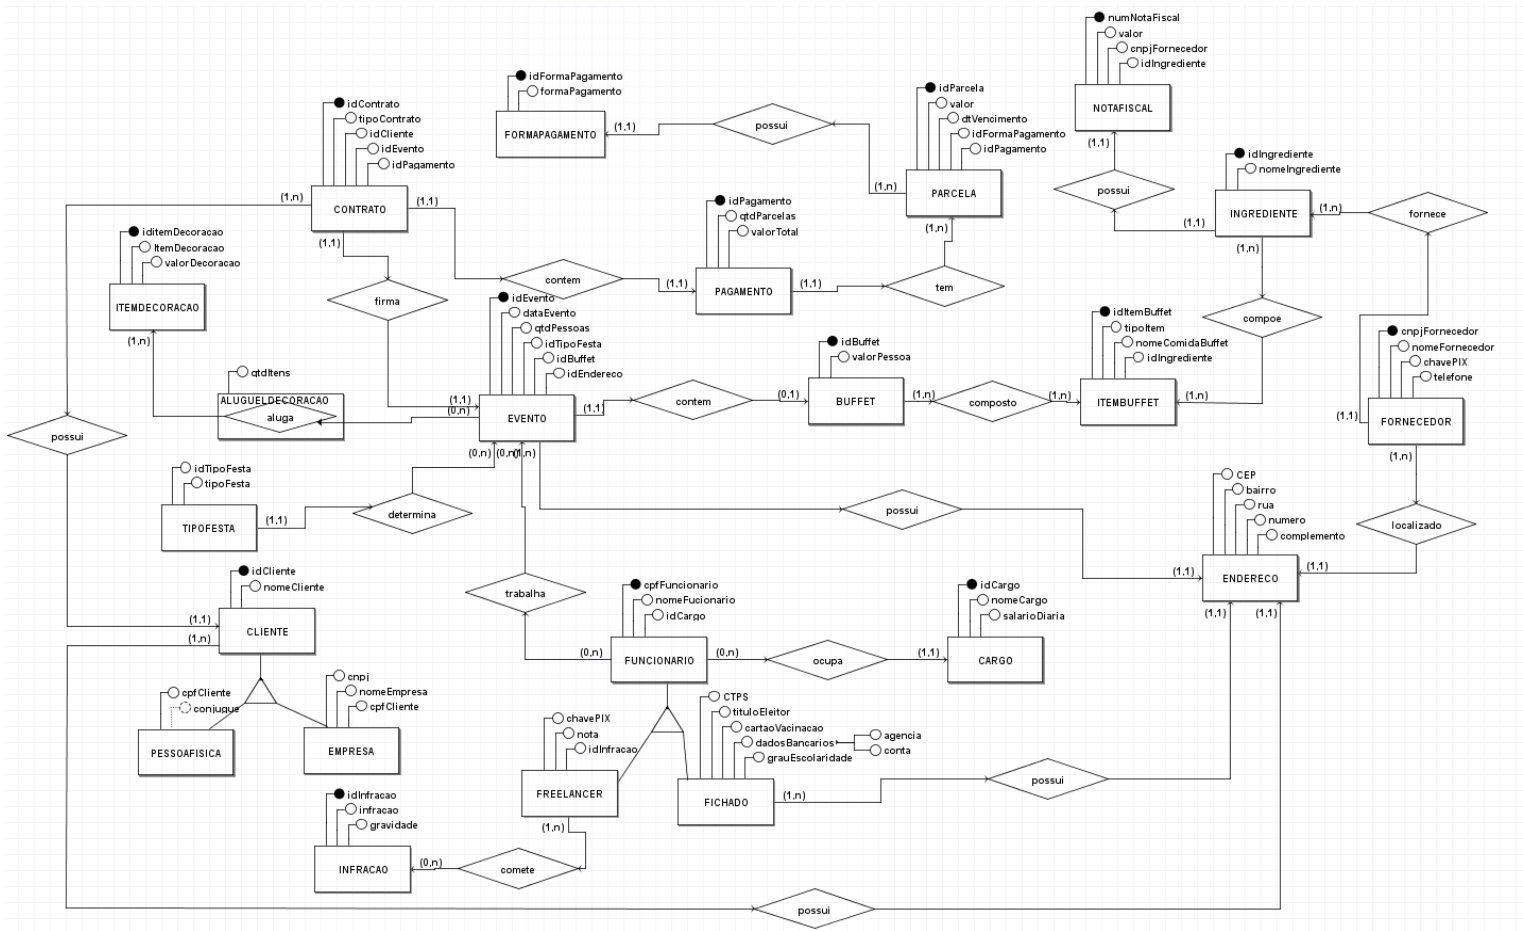 numNotaFiscal
valor
cnpjFornecedor
idIngrediente
NOTAFISCAL
(1,1)
possui
idFormaPagamento
formaPagamento
FORMAPAGAMENTO
(1,1)
possui
idParcela
valor
dtVencimento
idFormaPagamento
idPagamento
(1,n)
PARCELA
(1,n)
idContrato
tipoContrato
idCliente
idEvento
idPagamento
(1,n)
CONTRATO
(1,1)
(1,1)
idIngrediente
nomeIngrediente
(1,1)
INGREDIENTE
(1,n)
(1,n)
fornece
iditemDecoracao
ItemDecoracao
valorDecoracao
ITEMDECORACAO
(1,n)
firma
contem
idPagamento
qtdParcelas
valorTotal
(1,1)
PAGAMENTO
(1,1)
tem
compoe
idEvento
dataEvento
qtdPessoas
idTipoFesta
idBuffet
idEndereco
(1,1)
(0,n)
EVENTO
(1,1)
(0,n)
(0,n)
(1,n)
contem
(0,1)
idBuffet
valorPessoa
BUFFET
(1,n)
composto
(1,n)
idItemBuffet
tipoItem
nomeComidaBuffet
idIngrediente
ITEMBUFFET
(1,n)
cnpjFornecedor
nomeFornecedor
chavePIX
telefone
(1,1)
FORNECEDOR
(1,n)
qtdItens
ALUGUELDECORACAO
aluga
possui
idTipoFesta
tipoFesta
TIPOFESTA
(1,1)
determina
possui
localizado
CEP
bairro
rua
numero
complemento
(1,1)
ENDERECO
(1,1)
(1,1)
(1,1)
idCliente
nomeCliente
(1,1)
(1,n)
CLIENTE
trabalha
cpfFuncionario
nomeFucionario
idCargo
(0,n)
FUNCIONARIO
(0,n)
ocupa
(1,1)
idCargo
nomeCargo
salarioDiaria
CARGO
cpfCliente
conjugue
PESSOAFISICA
cnpj
nomeEmpresa
cpfCliente
EMPRESA
chavePIX
nota
idInfracao
FREELANCER
(1,n)
CTPS
tituloEleitor
cartaoVacinacao
dadosBancarios
agencia
conta
grauEscolaridade
FICHADO
(1,n)
possui
idInfracao
infracao
gravidade
INFRACAO
(0,n)
comete
possui